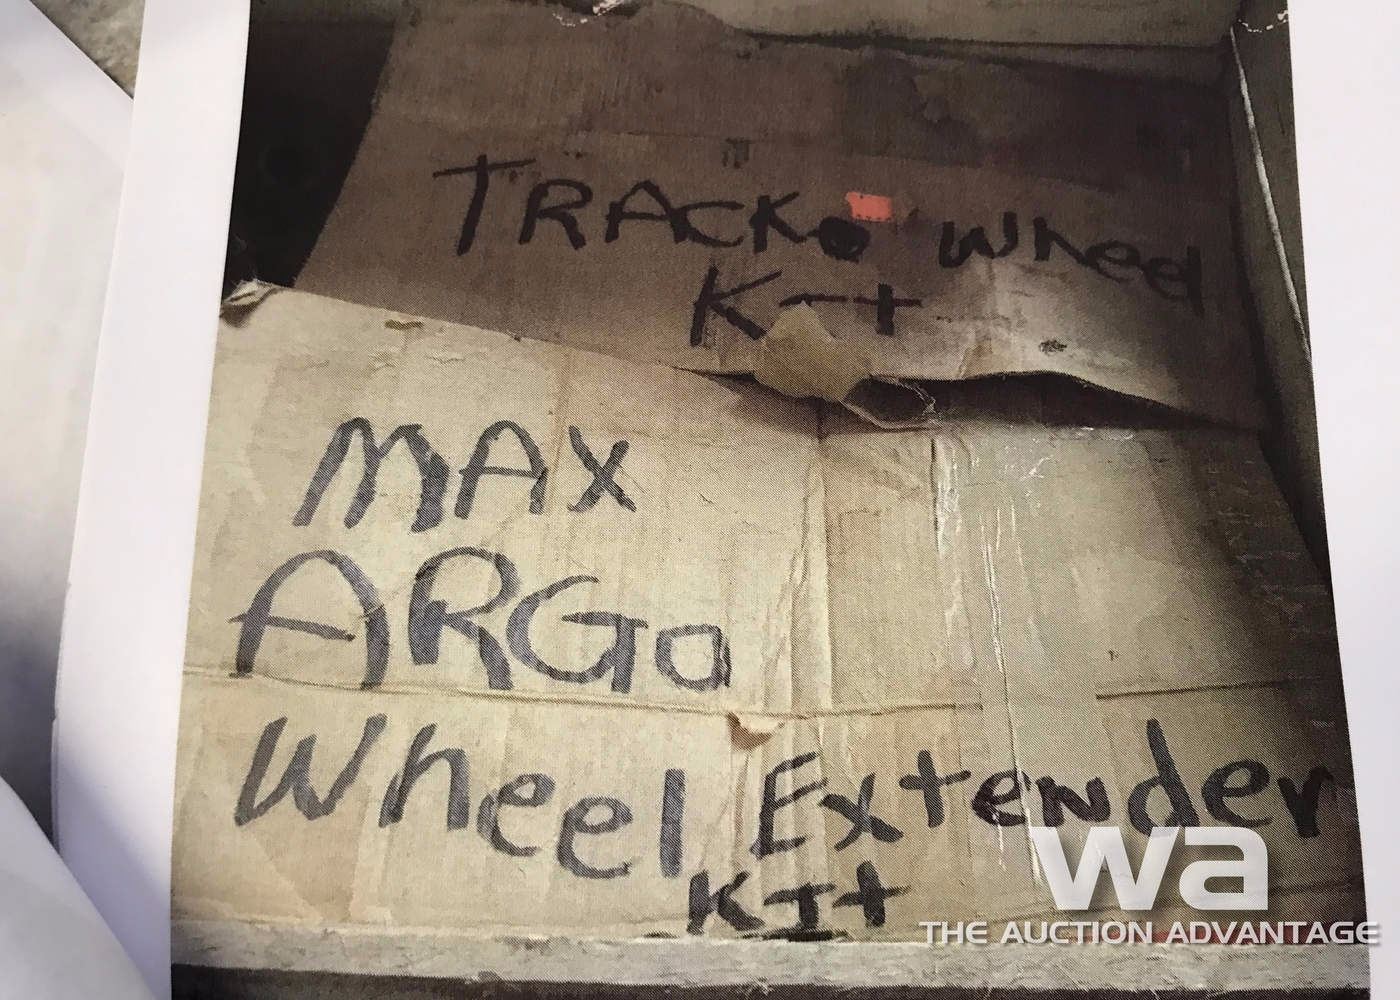 TRACK Wheel
Kit
MAX
ARGO
Wheel Extender
Kit
wa
THE AUCTION ADVANTAGE